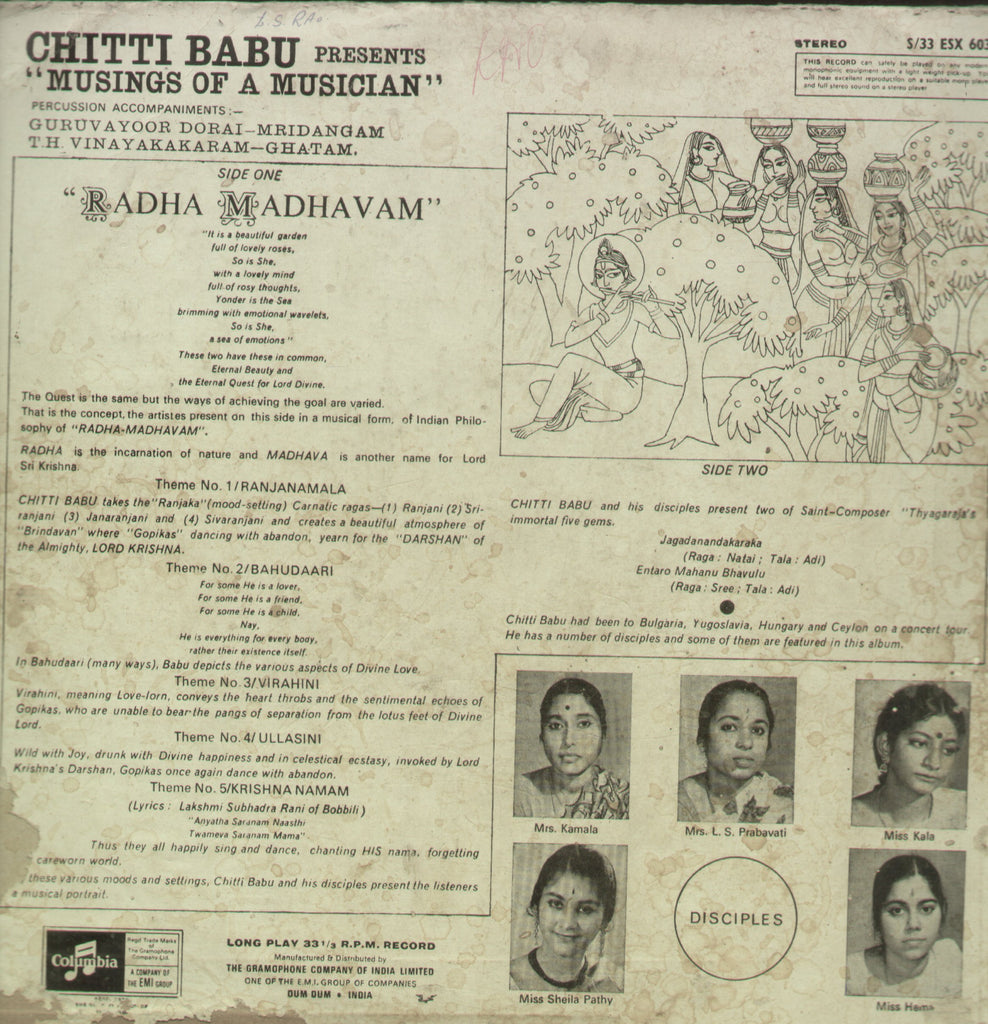 L.S. RAo
CHITTI BABU PRESENTS
"MUSINGS OF A MUSICIAN"
PERCUSSION ACCOMPANIMENTS:—
GURUVAYOOR DORAI—MRIDANGAM
T.H. VINAYAKAKARAM—GHATAM.
STEREO S/33 ESX 603
THIS RECORD can safely be played on any modern
monophonic equipment with a light weight pick-up. You
will hear excellent reproduction on a suitable mono player
and full stereo sound on a stereo player
SIDE ONE
"RADHA MADHAVAM"
"It is a beautiful garden
full of lovely roses,
So is She,
with a lovely mind
full of rosy thoughts,
Yonder is the Sea
brimming with emotional wavelets,
So is She,
a sea of emotions"
These two have these in common,
Eternal Beauty and
the Eternal Quest for Lord Divine.
The Quest is the same but the ways of achieving the goal are varied.
That is the concept, the artistes present on this side in a musical form, of Indian Philo-
sophy of "RADHA-MADHAVAM".
RADHA is the incarnation of nature and MADHAVA is another name for Lord
Sri Krishna.
Theme No. 1/RANJANAMALA
CHITTI BABU takes the "Ranjaka" (mood-setting) Carnatic ragas—(1) Ranjani (2) Sri-
ranjani (3) Janaranjani and (4) Sivaranjani and creates a beautiful atmosphere of
"Brindavan" where "Gopikas" dancing with abandon, yearn for the "DARSHAN" of
the Almighty, LORD KRISHNA.
Theme No. 2/BAHUDAARI
For some He is a lover,
For some He is a friend,
For some He is a child,
Nay,
He is everything for every body,
rather their existence itself.
In Bahudaari (many ways), Babu depicts the various aspects of Divine Love.
Theme No. 3/VIRAHINI
Virahini, meaning Love-lorn, conveys the heart throbs and the sentimental echoes of
Gopikas, who are unable to bear the pangs of separation from the lotus feet of Divine
Lord.
Theme No. 4/ULLASINI
Wild with Joy, drunk with Divine happiness and in celestical ecstasy, invoked by Lord
Krishna's Darshan, Gopikas once again dance with abandon.
Theme No. 5/KRISHNA NAMAM
(Lyrics: Lakshmi Subhadra Rani of Bobbili)
"Anyatha Saranam Naasthi
Twameva Saranam Mama".
Thus they all happily sing and dance, chanting HIS nama, forgetting
careworn world.
these various moods and settings, Chitti Babu and his disciples present the listeners
a musical portrait.
SIDE TWO
CHITTI BABU and his disciples present two of Saint-Composer "Thyagaraja's
immortal five gems.
Jagadanandakaraka
(Raga : Natai ; Tala : Adi)
Entaro Mahanu Bhavulu
(Raga : Sree ; Tala : Adi)
Chitti Babu had been to Bulgaria, Yugoslavia, Hungary and Ceylon on a concert tour.
He has a number of disciples and some of them are featured in this album.
Mrs. Kamala
Mrs. L. S. Prabavati
Miss Kala
Miss Sheila Pathy
DISCIPLES
Miss Hema
Columbia
Regd Trade Marks
of The Gramophone
Company Ltd.
A COMPANY OF
THE EMI GROUP
LONG PLAY 33 1/3 R.P.M. RECORD
Manufactured & Distributed by
THE GRAMOPHONE COMPANY OF INDIA LIMITED
ONE OF THE E.M.I. GROUP OF COMPANIES
DUM DUM • INDIA